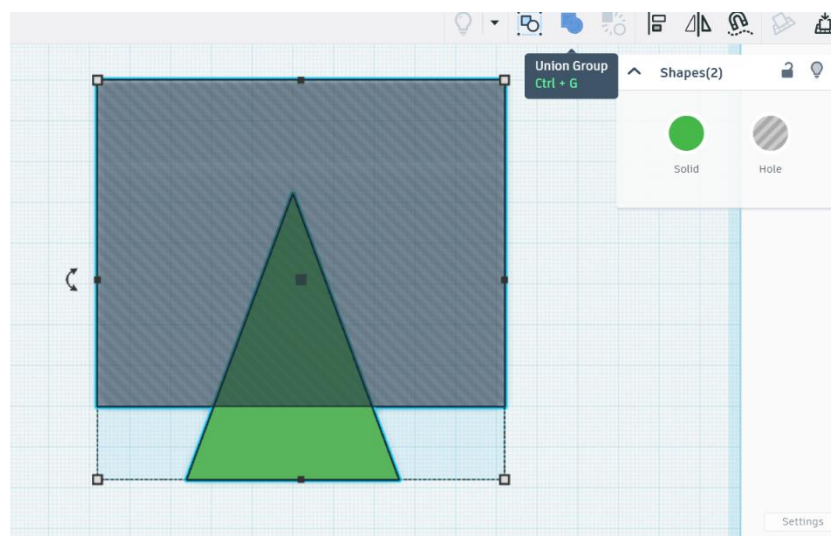 Union Group
Ctrl + G
Shapes(2)
Solid
Hole
Settings